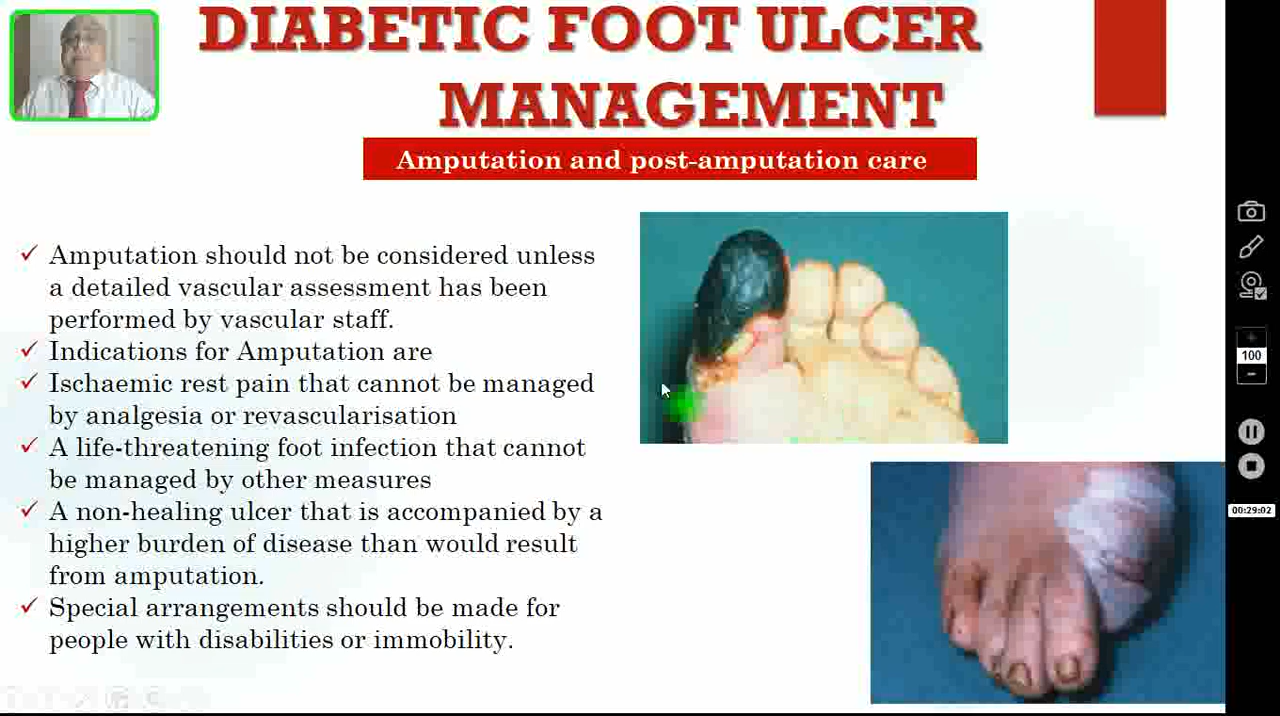 DIABETIC FOOT ULCER
MANAGEMENT
Amputation and post-amputation care
✓ Amputation should not be considered unless
a detailed vascular assessment has been
performed by vascular staff.
✓ Indications for Amputation are
✓ Ischaemic rest pain that cannot be managed
by analgesia or revascularisation
✓ A life-threatening foot infection that cannot
be managed by other measures
✓ A non-healing ulcer that is accompanied by a
higher burden of disease than would result
from amputation.
✓ Special arrangements should be made for
people with disabilities or immobility.
100
00:29:02